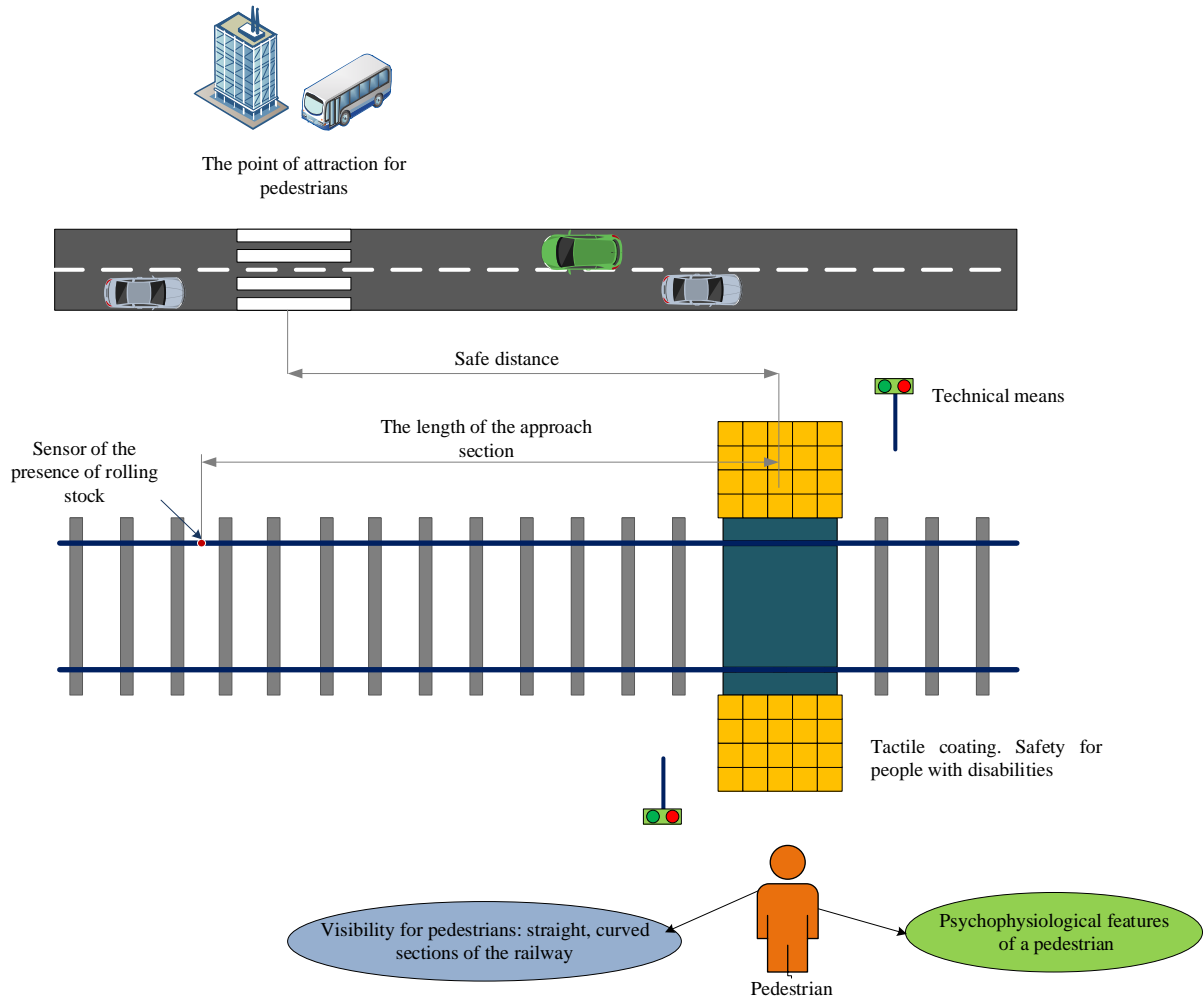 The point of attraction for
pedestrians
Safe distance
Technical means
The length of the approach
section
Sensor of the
presence of rolling
stock
Tactile coating. Safety for
people with disabilities
Visibility for pedestrians: straight, curved
sections of the railway
Psychophysiological features
of a pedestrian
Pedestrian